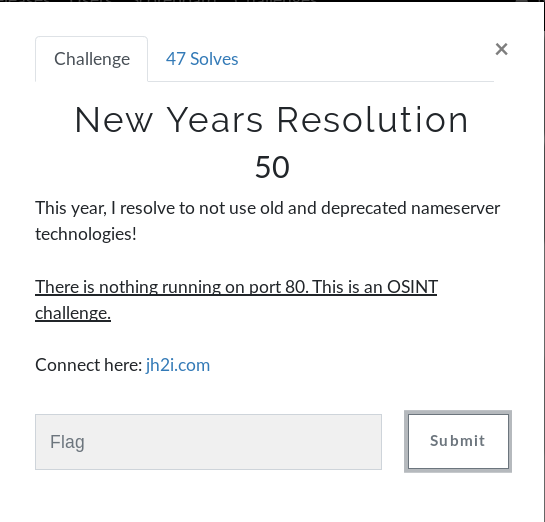 Challenge
47 Solves
×
New Years Resolution
50
This year, I resolve to not use old and deprecated nameserver
technologies!
There is nothing running on port 80. This is an OSINT
challenge.
Connect here: jh2i.com
Flag
Submit